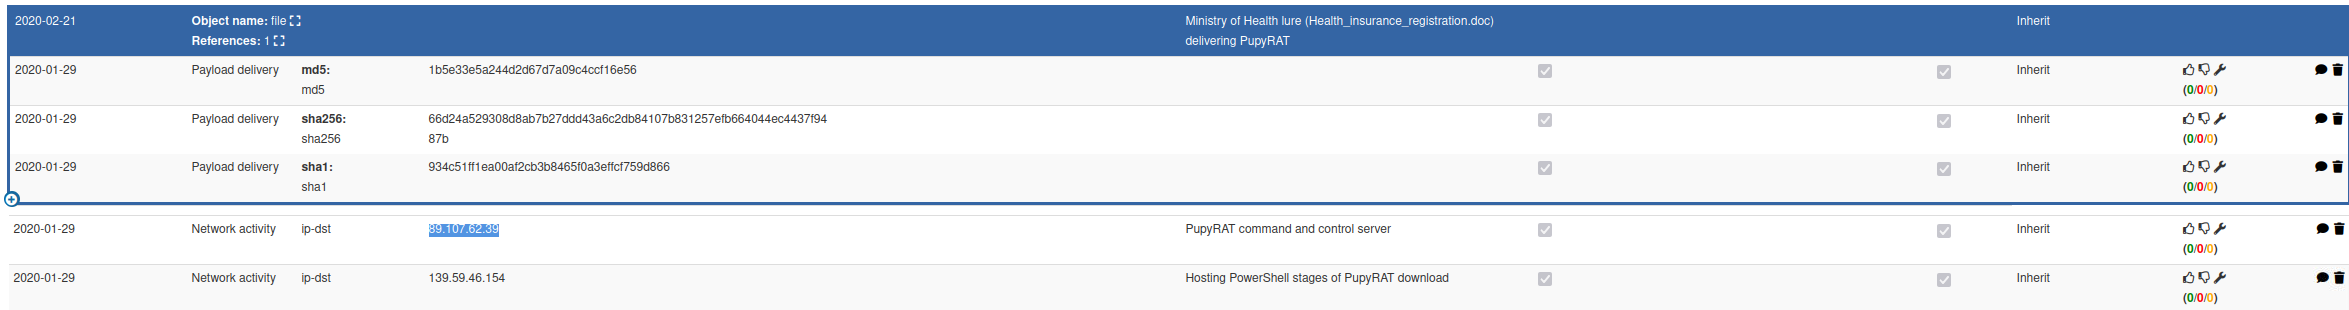 2020-02-21 Object name: file Ministry of Health lure (Health_insurance_registration.doc) Inherit
References: 1 delivering PupyRAT
2020-01-29 Payload delivery md5: 1b5e33e5a244d2d67d7a09c4ccf16e56 Inherit
md5 (0/0/0)
2020-01-29 Payload delivery sha256: 66d24a529308d8ab7b27ddd43a6c2db84107b831257efb664044ec4437f94 Inherit
sha256 87b (0/0/0)
2020-01-29 Payload delivery sha1: 934c51ff1ea00af2cb3b8465f0a3effcf759d866 Inherit
sha1 (0/0/0)
2020-01-29 Network activity ip-dst 89.107.62.39 PupyRAT command and control server Inherit
(0/0/0)
2020-01-29 Network activity ip-dst 139.59.46.154 Hosting PowerShell stages of PupyRAT download Inherit
(0/0/0)